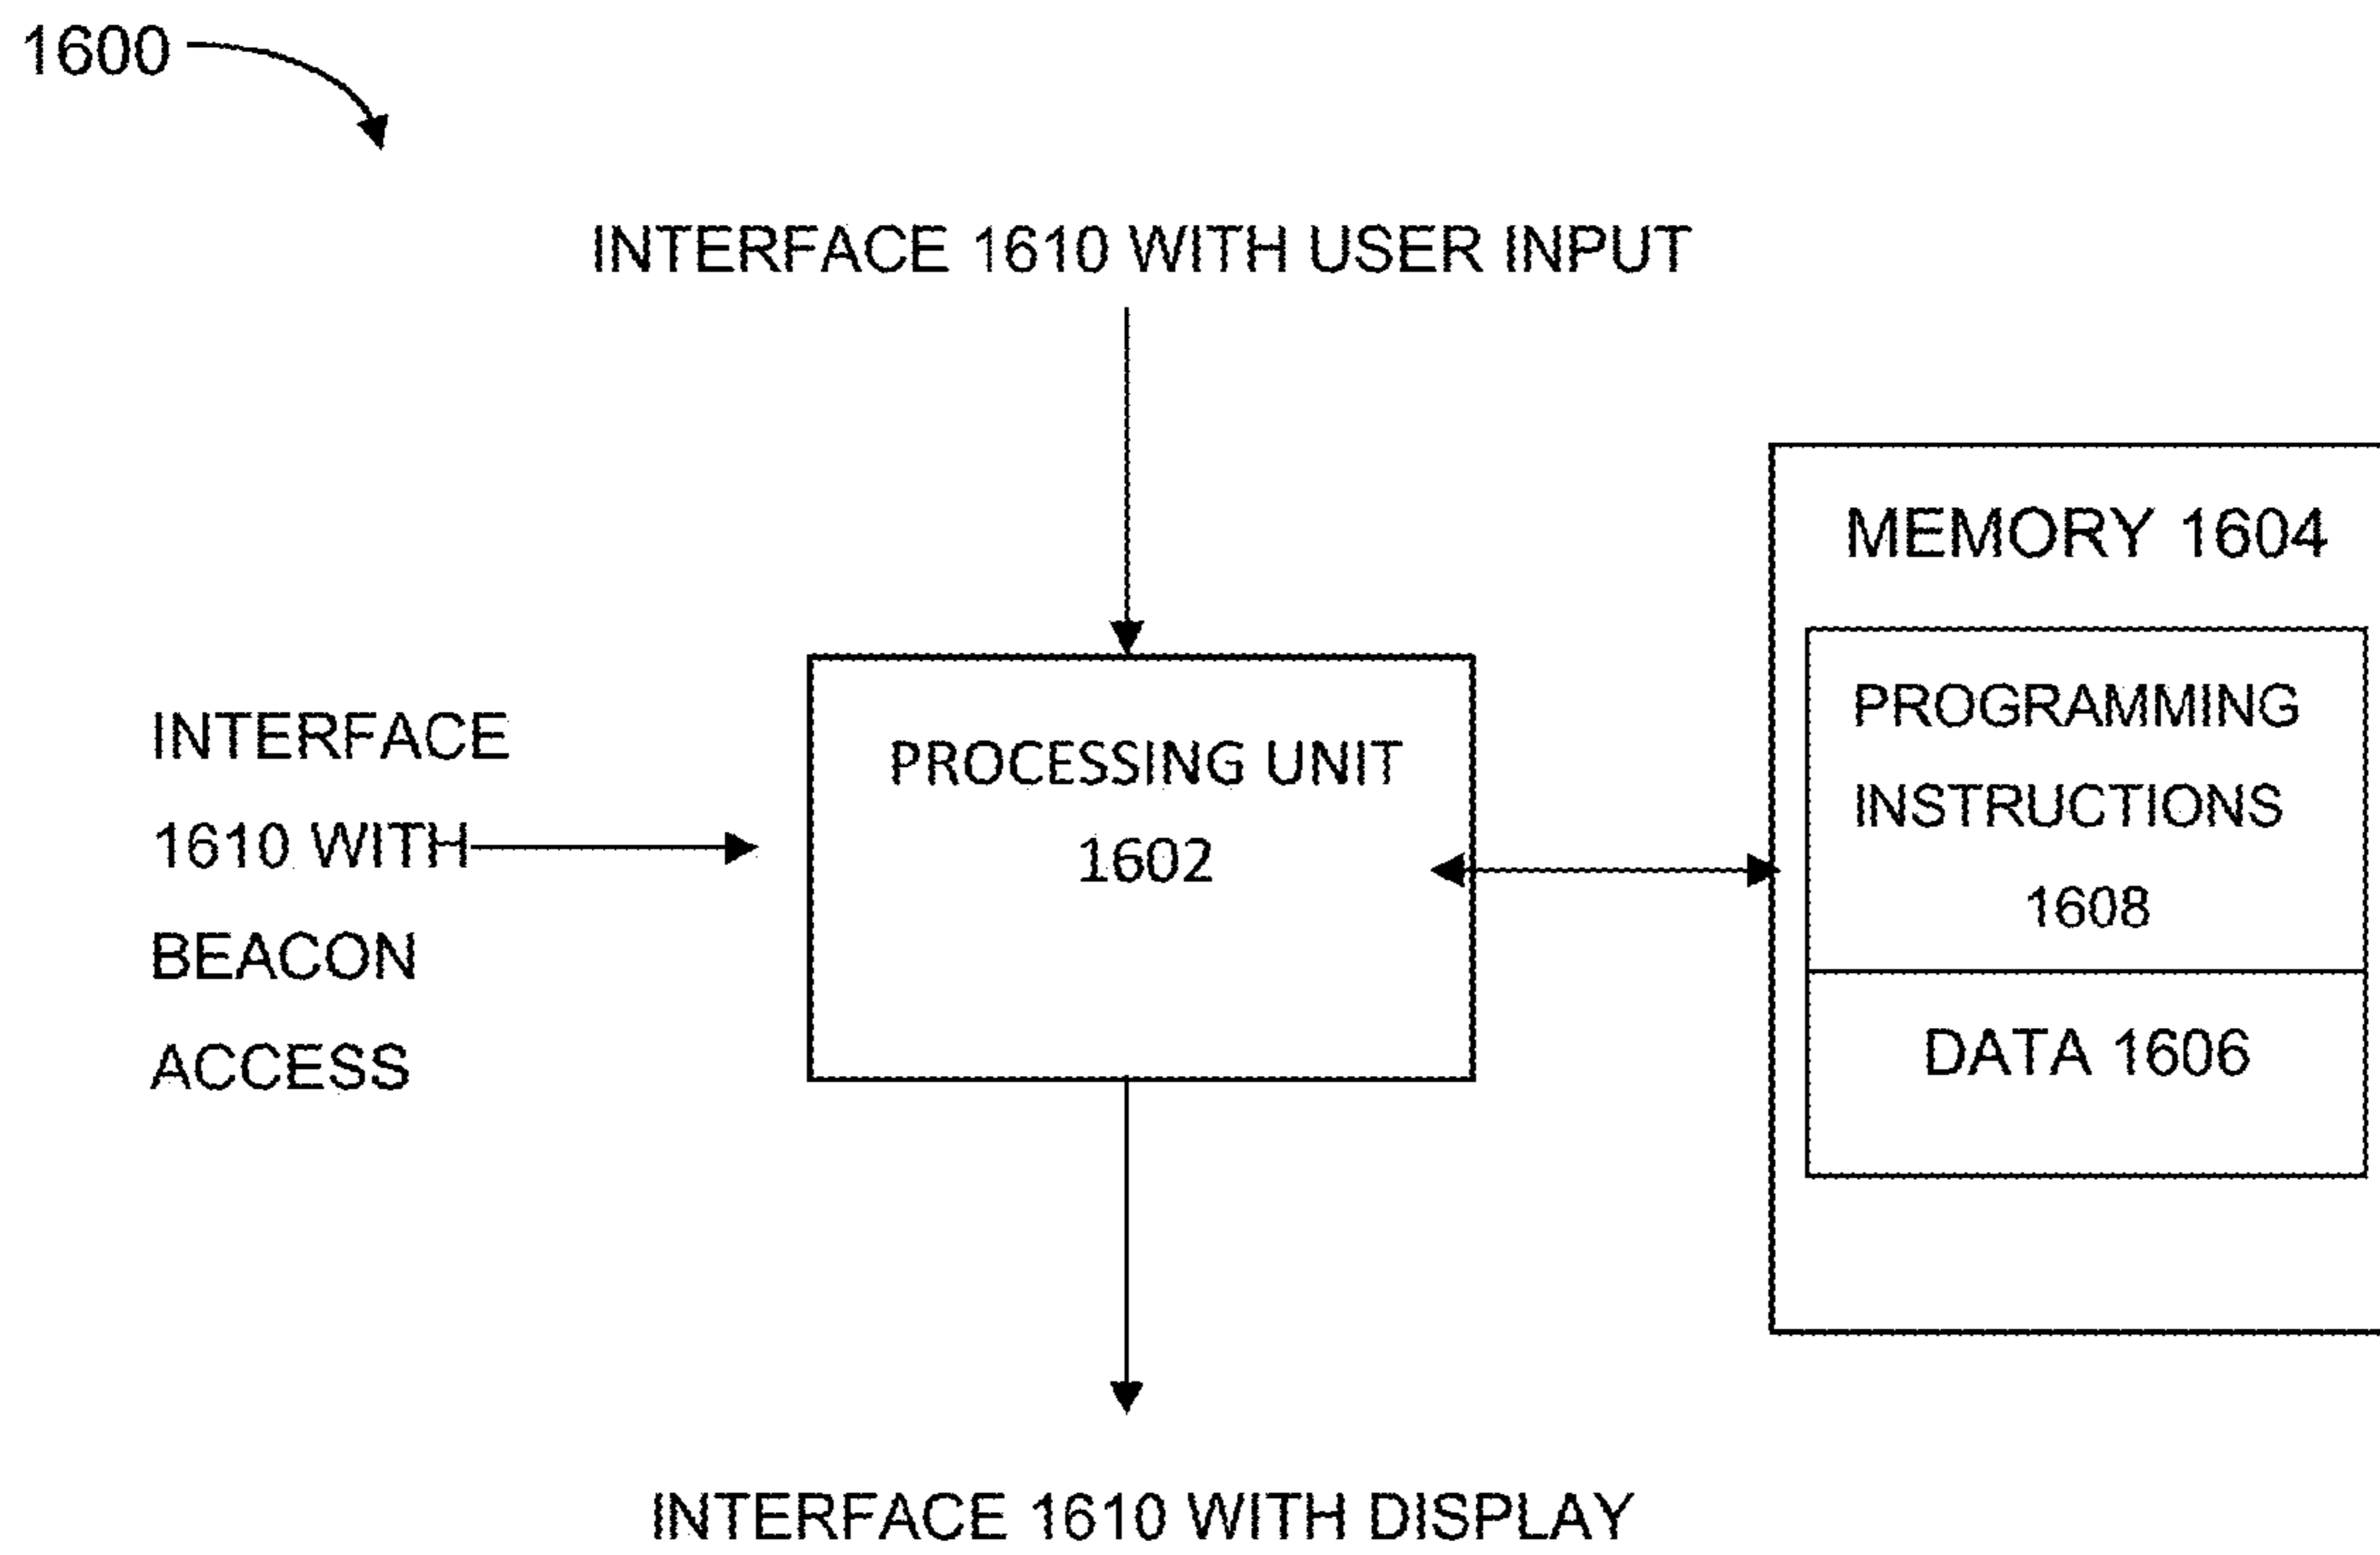 1600
INTERFACE 1610 WITH USER INPUT
MEMORY 1604
PROGRAMMING
INSTRUCTIONS
1608
DATA 1606
PROCESSING UNIT
1602
INTERFACE
1610 WITH
BEACON
ACCESS
INTERFACE 1610 WITH DISPLAY